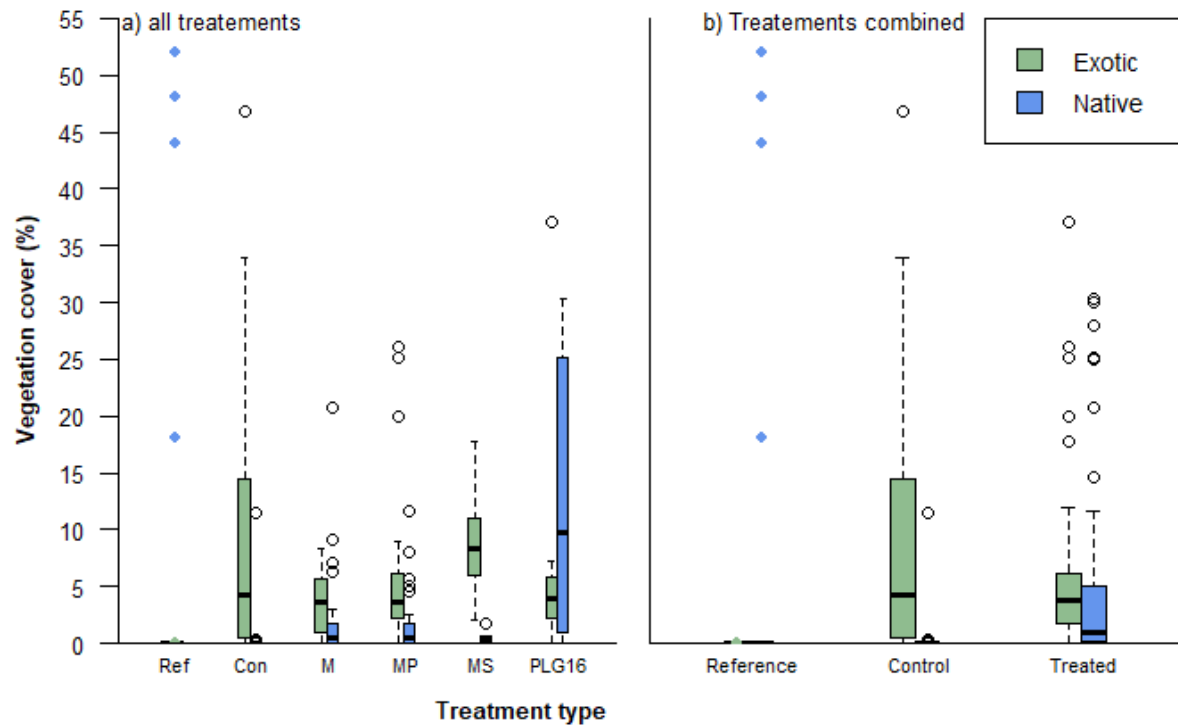 a) all treatements
b) Treatements combined
Exotic
Native
Vegetation cover (%)
55
50
45
40
35
30
25
20
15
10
5
0
Ref Con M MP MS PLG16
Reference Control Treated
Treatment type